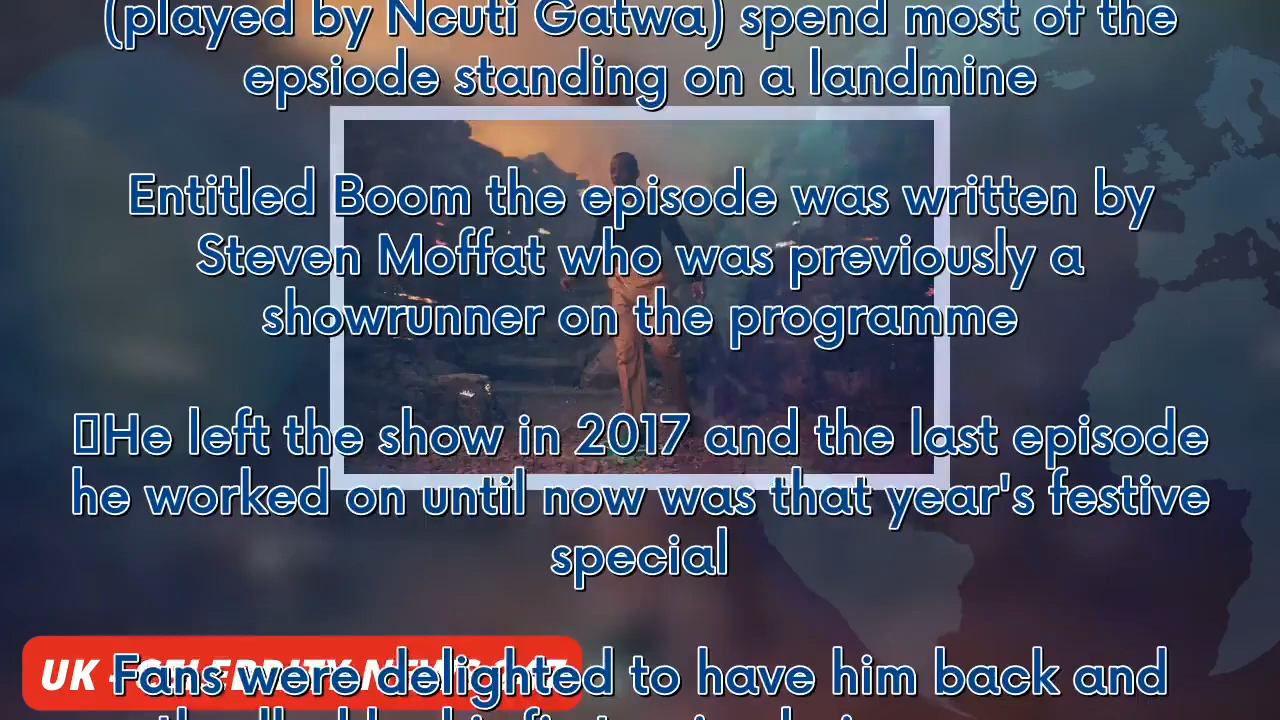 (played by Ncuti Gatwa) spend most of the
epsiode standing on a landmine
Entitled Boom the episode was written by
Steven Moffat who was previously a
showrunner on the programme
He left the show in 2017 and the last episode
he worked on until now was that year's festive
special
Fans were delighted to have him back and
UK